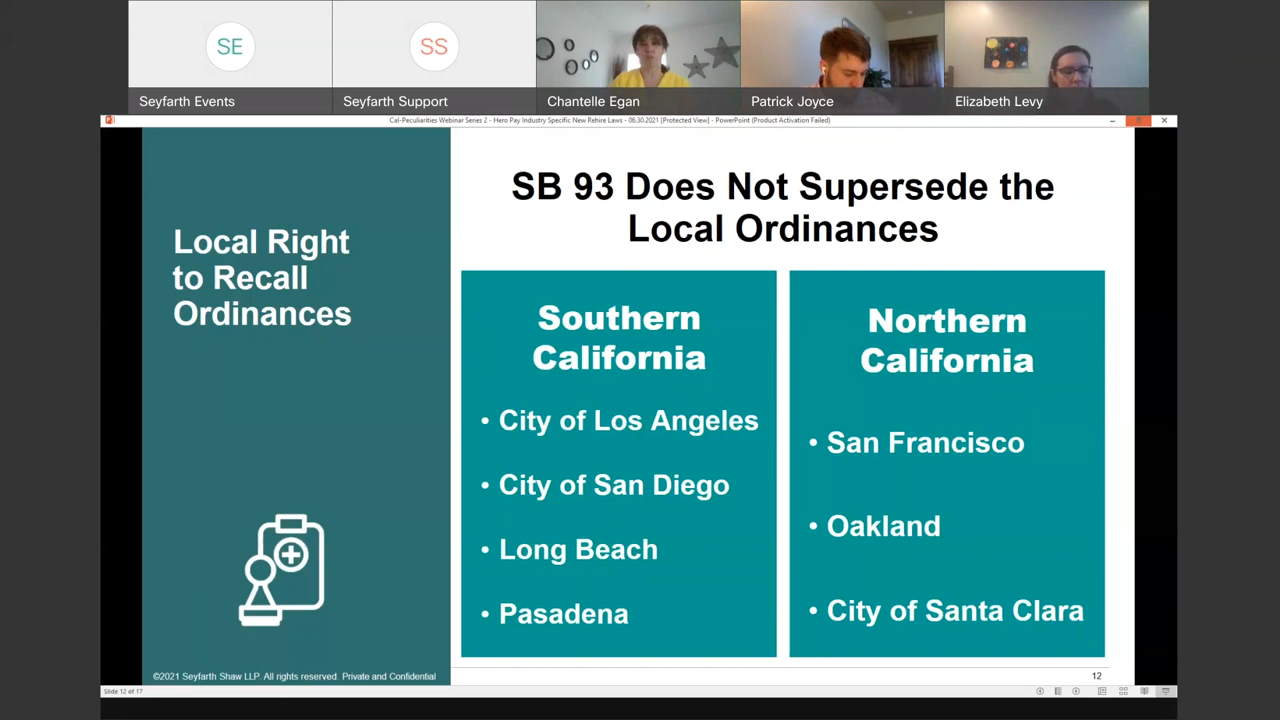 SE
SS
Seyfarth Events
Seyfarth Support
Chantelle Egan
Patrick Joyce
Elizabeth Levy
Cal-Peculiarities Webinar Series 2 - Hero Pay Industry Specific New Rehire Laws - 06.30.2021 [Protected View] - PowerPoint (Product Activation Failed)
Local Right
to Recall
Ordinances
SB 93 Does Not Supersede the
Local Ordinances
Southern
California
• City of Los Angeles
• City of San Diego
• Long Beach
• Pasadena
Northern
California
• San Francisco
• Oakland
• City of Santa Clara
©2021 Seyfarth Shaw LLP. All rights reserved. Private and Confidential
12
Slide 12 of 17